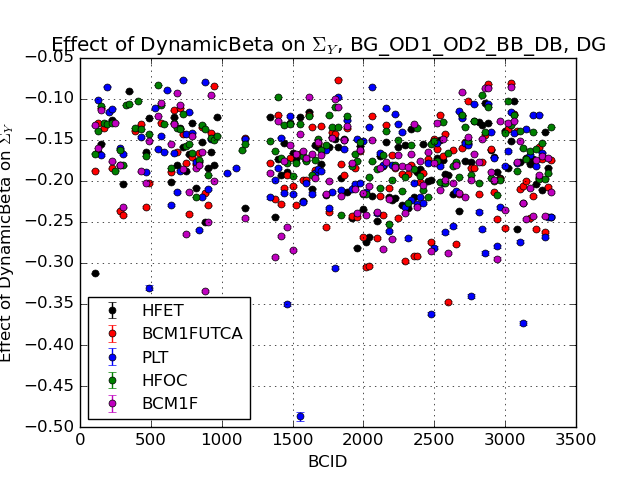 Effect of DynamicBeta on Σ_Y, BG_OD1_OD2_BB_DB, DG
Effect of DynamicBeta on Σ_Y
−0.05
−0.10
−0.15
−0.20
−0.25
−0.30
−0.35
−0.40
−0.45
−0.50
HFET
BCM1FUTCA
PLT
HFOC
BCM1F
0 500 1000 1500 2000 2500 3000 3500
BCID